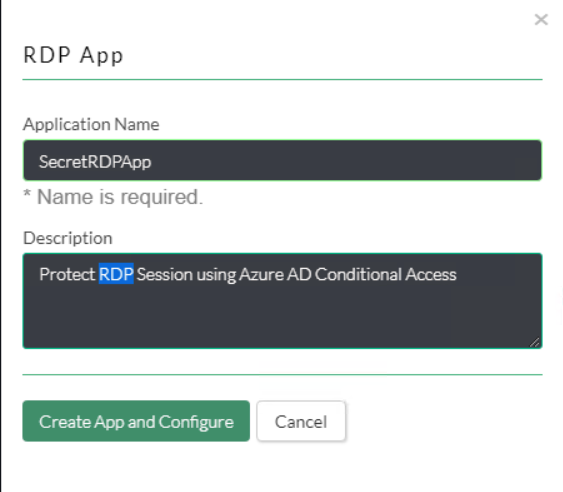 ×
RDP App
Application Name
SecretRDPApp
* Name is required.
Description
Protect RDP Session using Azure AD Conditional Access
Create App and Configure
Cancel